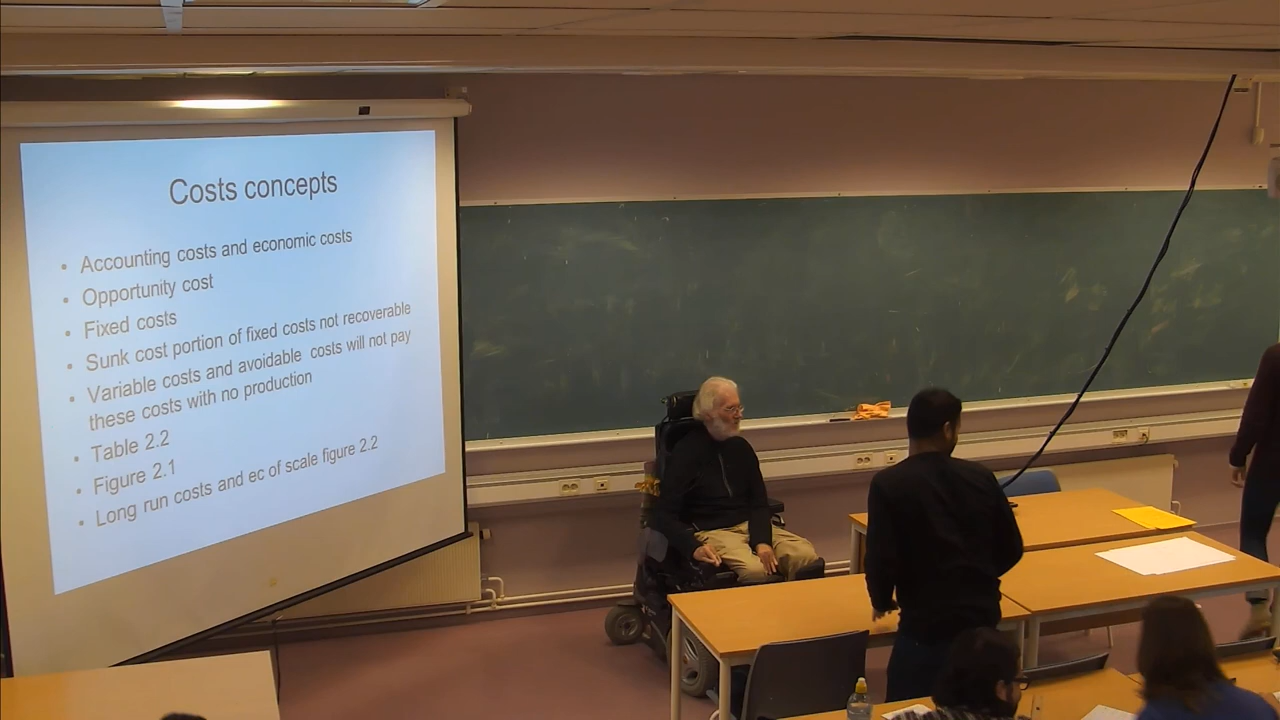 Costs concepts
• Accounting costs and economic costs
• Opportunity cost
• Fixed costs
• Sunk cost portion of fixed costs not recoverable
• Variable costs and avoidable costs will not pay
these costs with no production
• Table 2.2
• Figure 2.1
• Long run costs and ec of scale figure 2.2